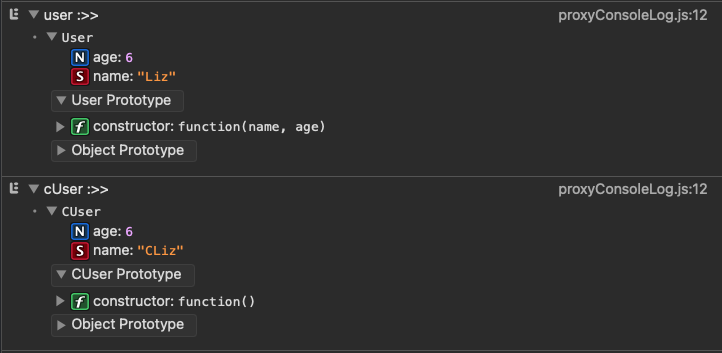 user :>> proxyConsoleLog.js:12
User
N age: 6
S name: "Liz"
User Prototype
f constructor: function(name, age)
Object Prototype
cUser :>> proxyConsoleLog.js:12
CUser
N age: 6
S name: "CLiz"
CUser Prototype
f constructor: function()
Object Prototype